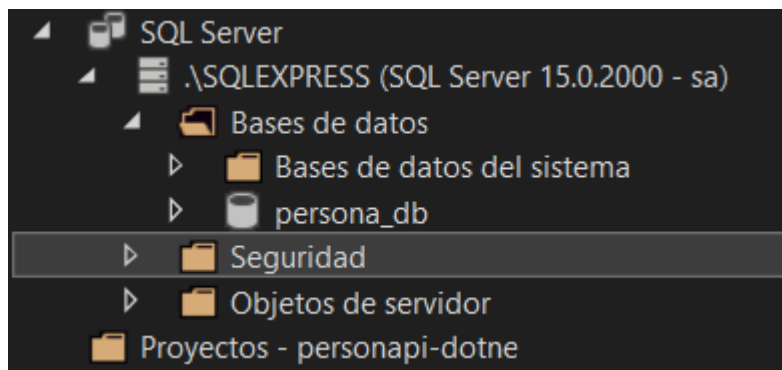 SQL Server
.\SQLEXPRESS (SQL Server 15.0.2000 - sa)
Bases de datos
Bases de datos del sistema
persona_db
Seguridad
Objetos de servidor
Proyectos - personapi-dotne